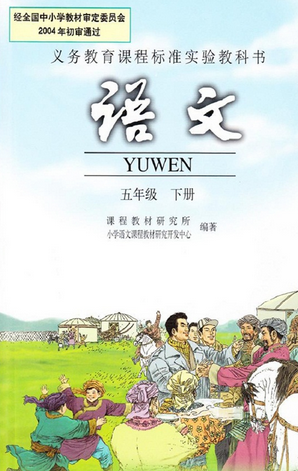 经全国中小学教材审定委员会
2004年初审通过
义务教育课程标准实验教科书
语文
YUWEN
五年级 下册
课程教材研究所
小学语文课程教材研究开发中心
编著